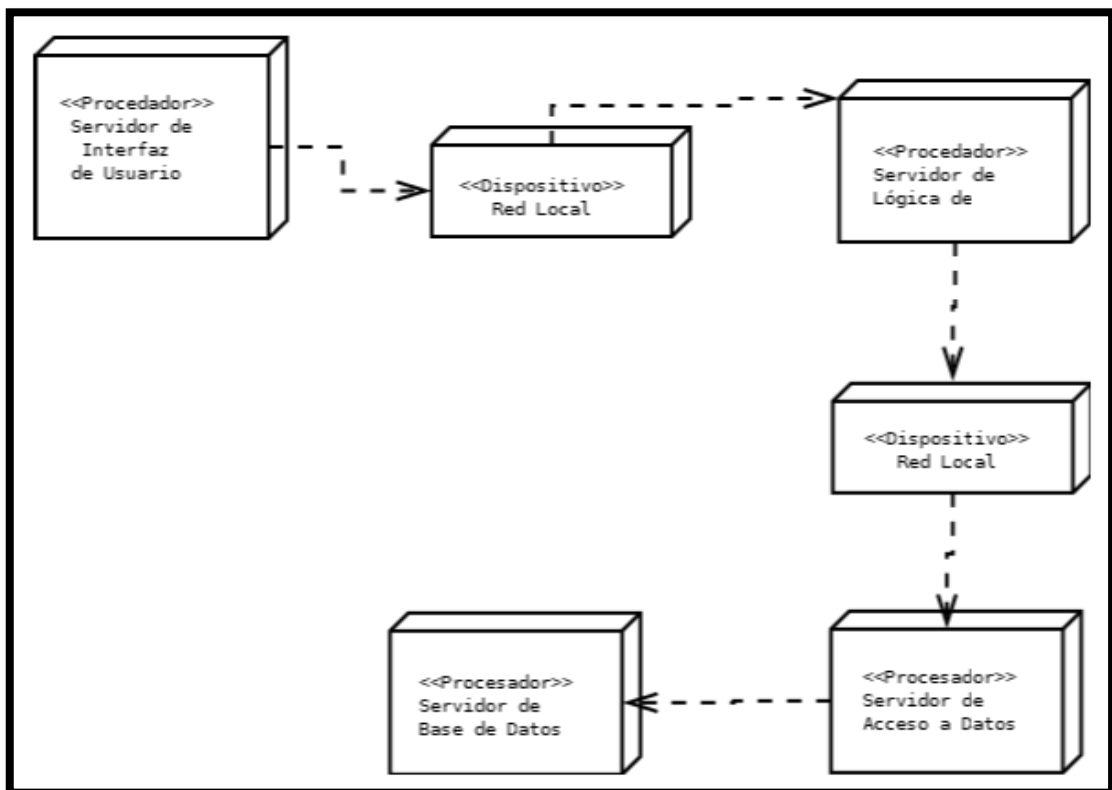 <<Procedador>>
Servidor de
Interfaz
de Usuario
<<Dispositivo>>
Red Local
<<Procedador>>
Servidor de
Lógica de
<<Dispositivo>>
Red Local
<<Procesador>>
Servidor de
Base de Datos
<<Procesador>>
Servidor de
Acceso a Datos